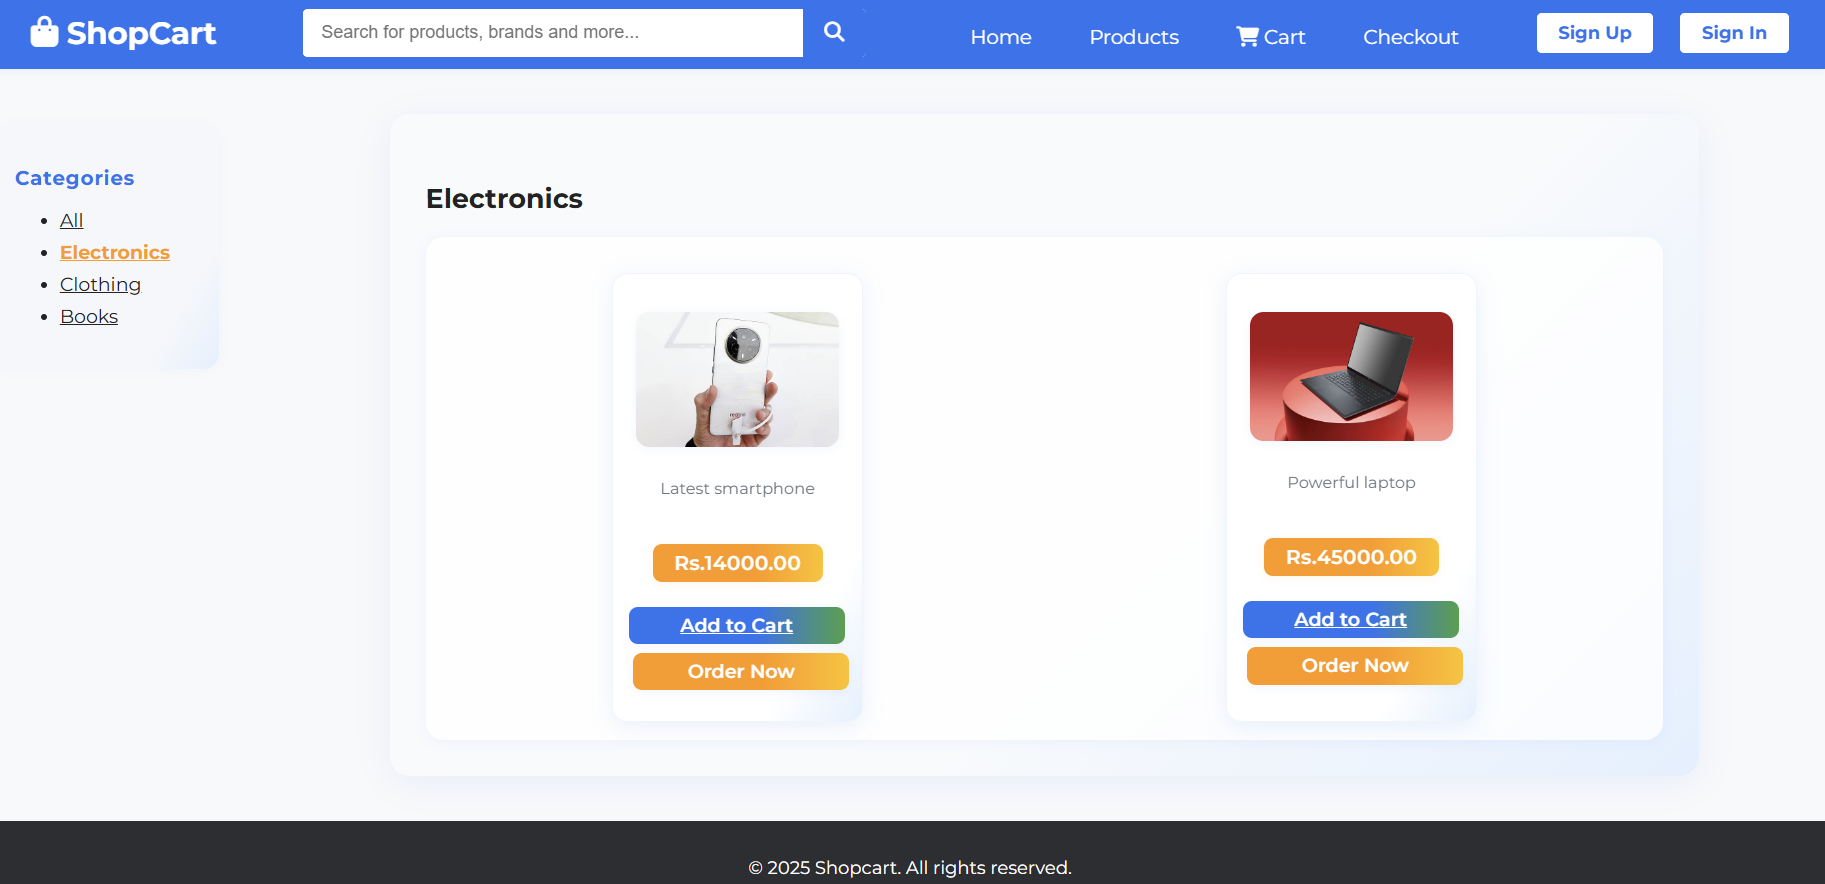 ShopCart
Search for products, brands and more...
Home
Products
Cart
Checkout
Sign Up
Sign In
Categories
All
Electronics
Clothing
Books
Electronics
realme
Latest smartphone
Rs.14000.00
Add to Cart
Order Now
Powerful laptop
Rs.45000.00
Add to Cart
Order Now
© 2025 Shopcart. All rights reserved.